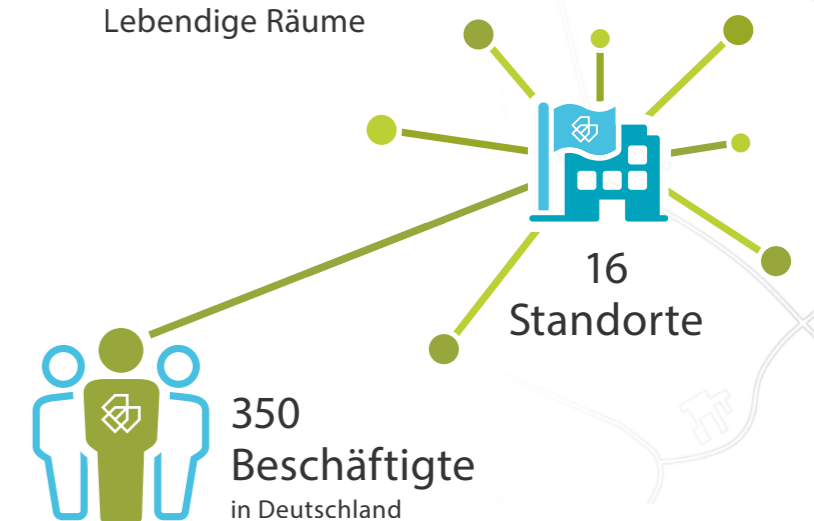 Lebendige Räume
16
Standorte
350
Beschäftigte
in Deutschland